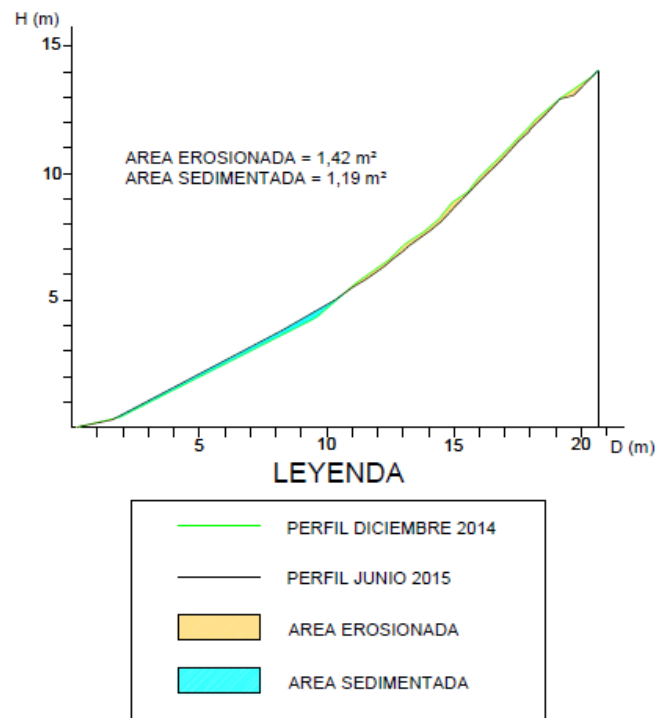 H (m)
15
AREA EROSIONADA = 1,42 m²
AREA SEDIMENTADA = 1,19 m²
10
5
5 10 15 20 D (m)
LEYENDA
PERFIL DICIEMBRE 2014
PERFIL JUNIO 2015
AREA EROSIONADA
AREA SEDIMENTADA